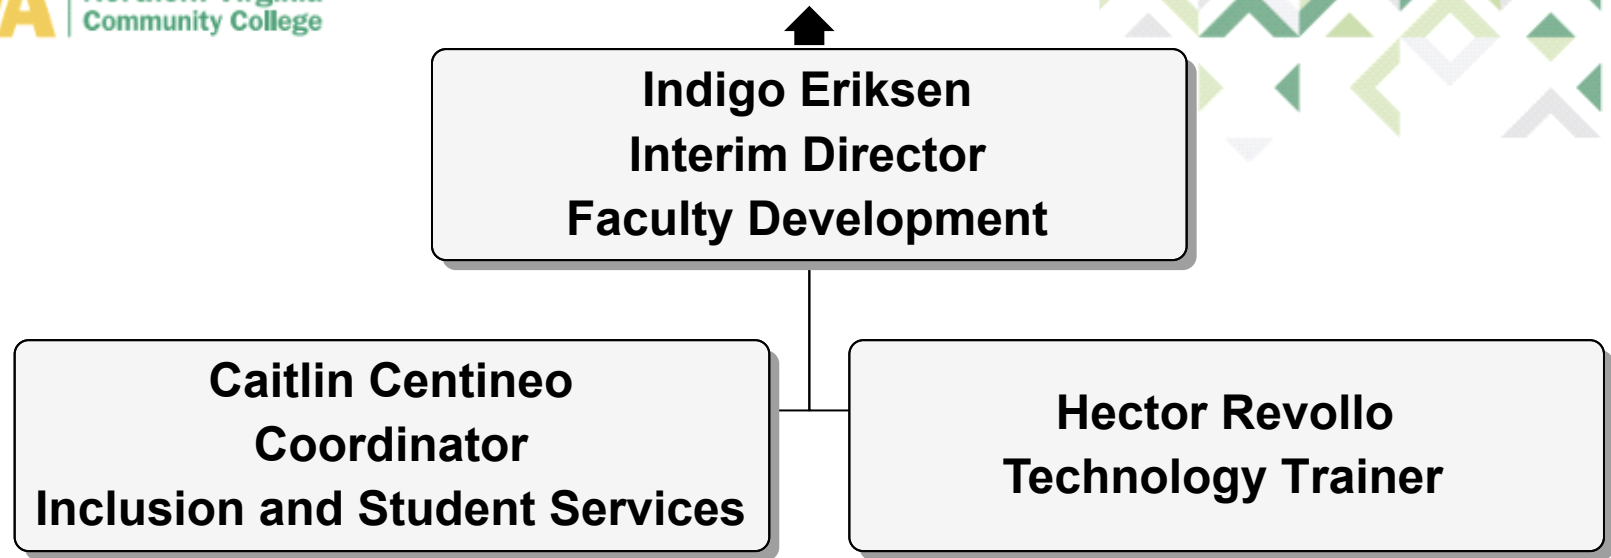 Community College
Indigo Eriksen
Interim Director
Faculty Development
Caitlin Centineo
Coordinator
Inclusion and Student Services
Hector Revollo
Technology Trainer